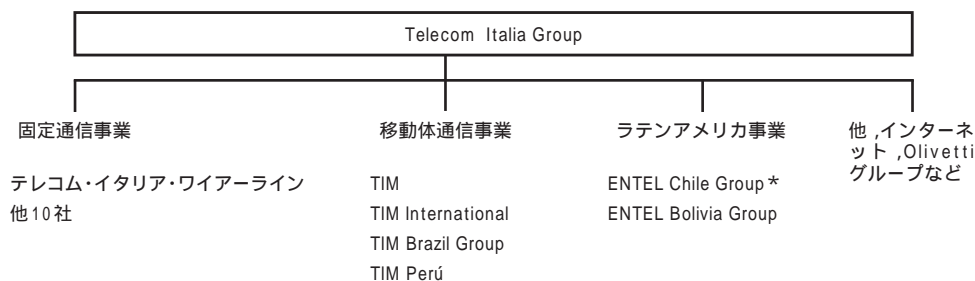 Telecom Italia Group
固定通信事業
テレコム・イタリア・ワイアーライン
他10社
移動体通信事業
TIM
TIM International
TIM Brazil Group
TIM Perú
ラテンアメリカ事業
ENTEL Chile Group*
ENTEL Bolivia Group
他,インターネ
ット,Olivetti
グループなど